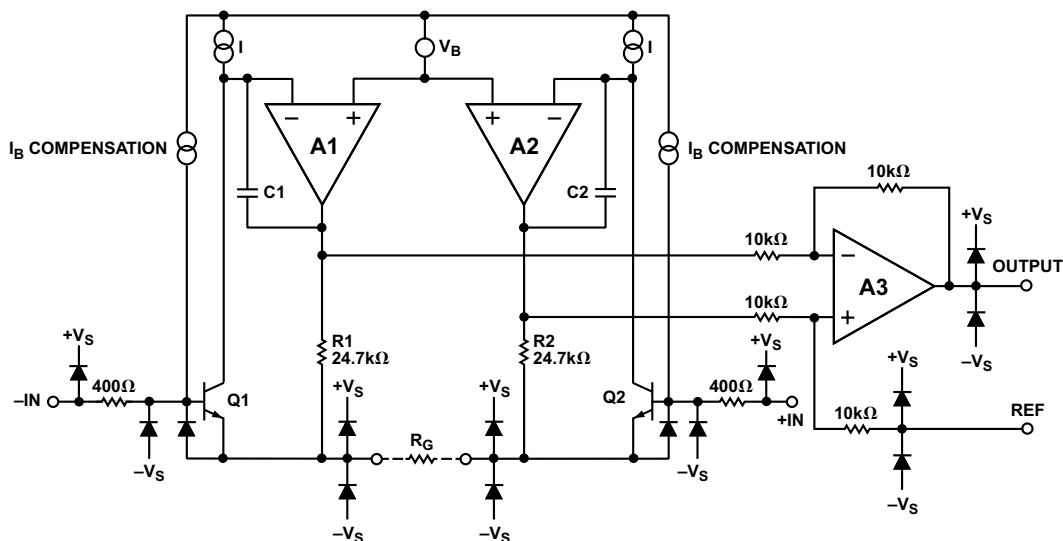 I
V_B
I
I_B COMPENSATION
− +
A1
+ −
A2
I_B COMPENSATION
C1
C2
10kΩ
+V_S
10kΩ
−
A3
OUTPUT
10kΩ
+
R1
24.7kΩ
R2
24.7kΩ
−V_S
+V_S
400Ω
−IN
Q1
+V_S
+V_S
Q2
400Ω
+V_S
+IN
+V_S
10kΩ
REF
−V_S
R_G
−V_S
−V_S
−V_S
−V_S
−V_S